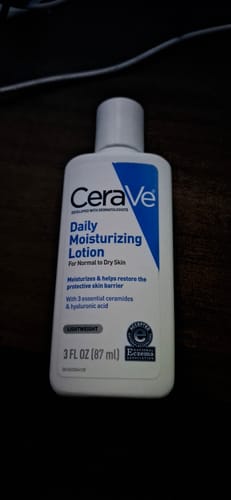 CeraVe
DEVELOPED WITH DERMATOLOGISTS
Daily
Moisturizing
Lotion
For Normal to Dry Skin
Moisturizes & helps restore the
protective skin barrier
With 3 essential ceramides
& hyaluronic acid
LIGHTWEIGHT
3 FL OZ (87 ml)
ACCEPTED
e
NATIONAL
Eczema
ASSOCIATION